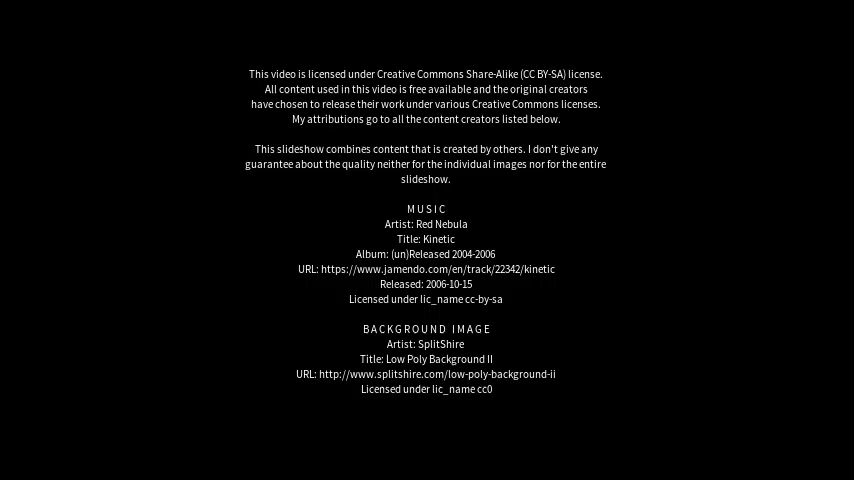 This video is licensed under Creative Commons Share-Alike (CC BY-SA) license.
All content used in this video is free available and the original creators
have chosen to release their work under various Creative Commons licenses.
My attributions go to all the content creators listed below.
This slideshow combines content that is created by others. I don't give any
guarantee about the quality neither for the individual images nor for the entire
slideshow.
MUSIC
Artist: Red Nebula
Title: Kinetic
Album: (un)Released 2004-2006
URL: https://www.jamendo.com/en/track/22342/kinetic
Released: 2006-10-15
Licensed under lic_name cc-by-sa
BACKGROUND IMAGE
Artist: SplitShire
Title: Low Poly Background II
URL: http://www.splitshire.com/low-poly-background-ii
Licensed under lic_name cc0